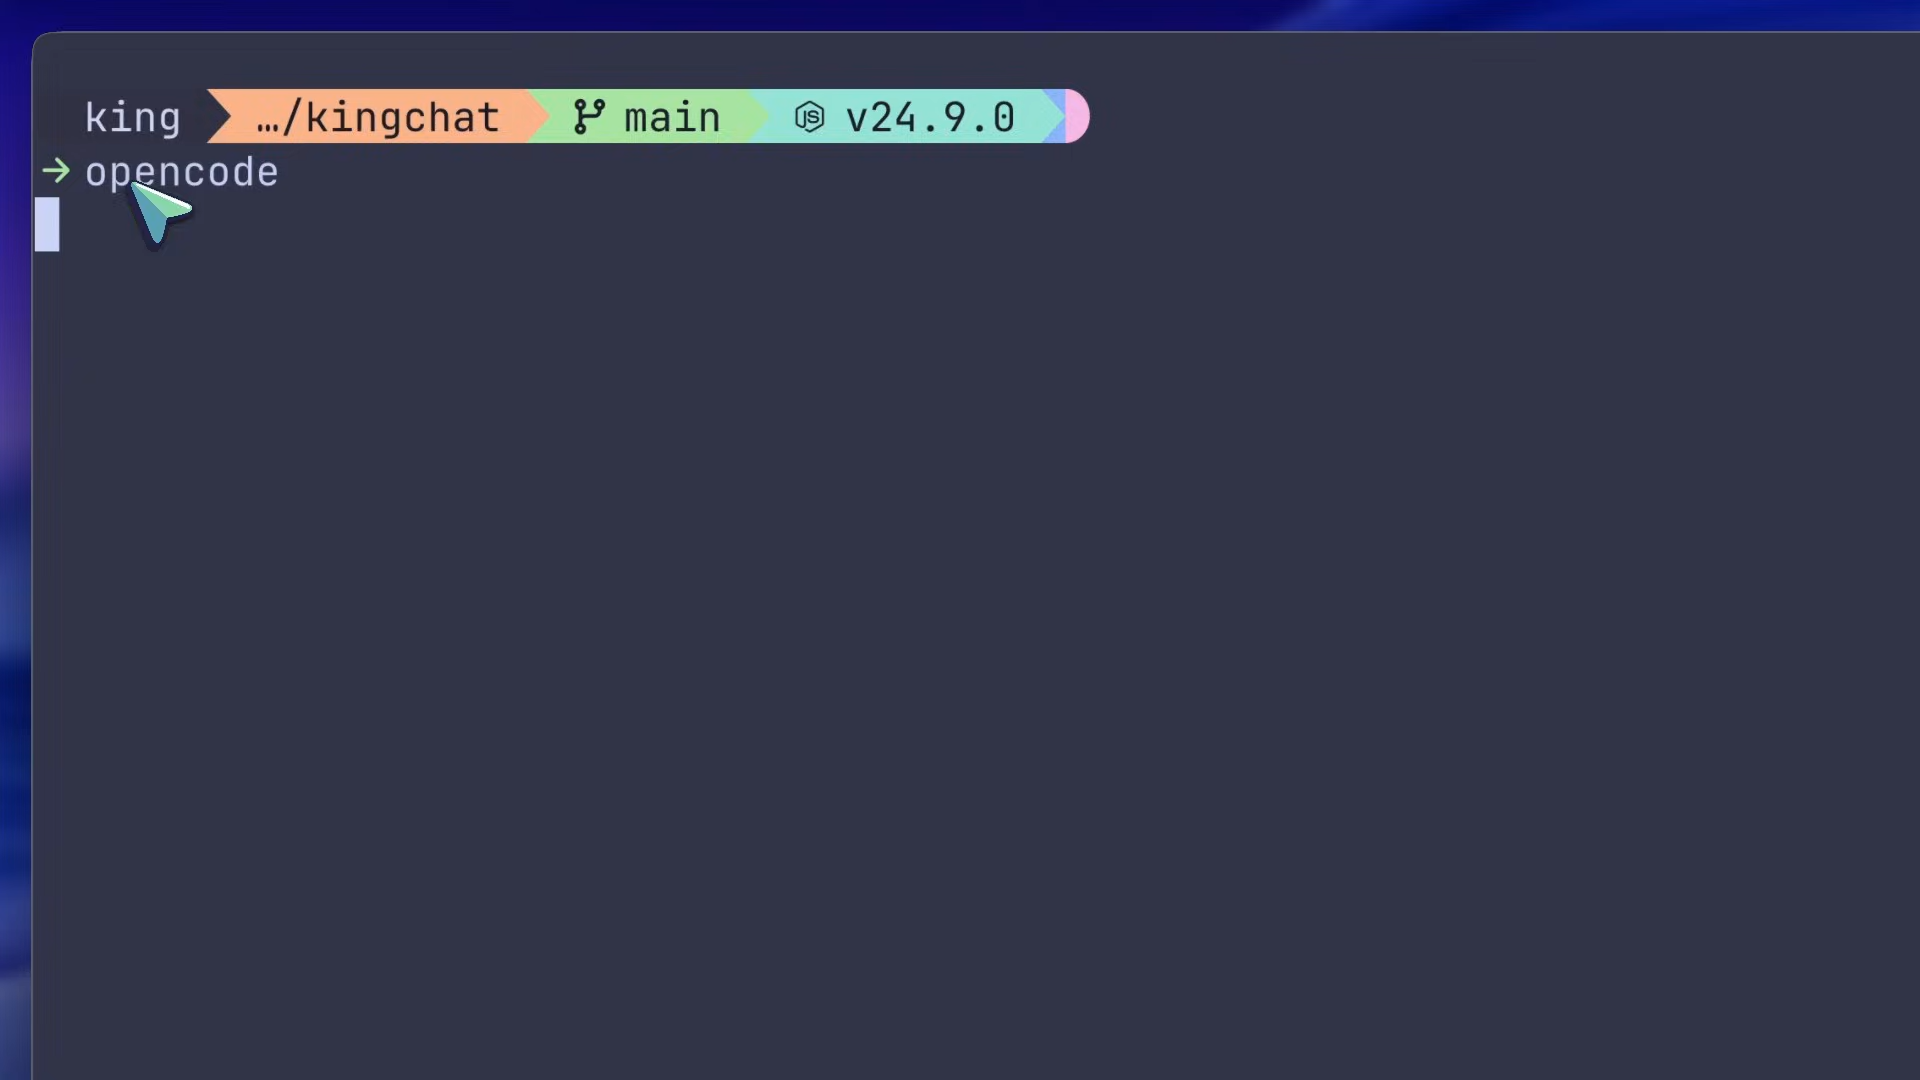 king …/kingchat main v24.9.0
→ opencode